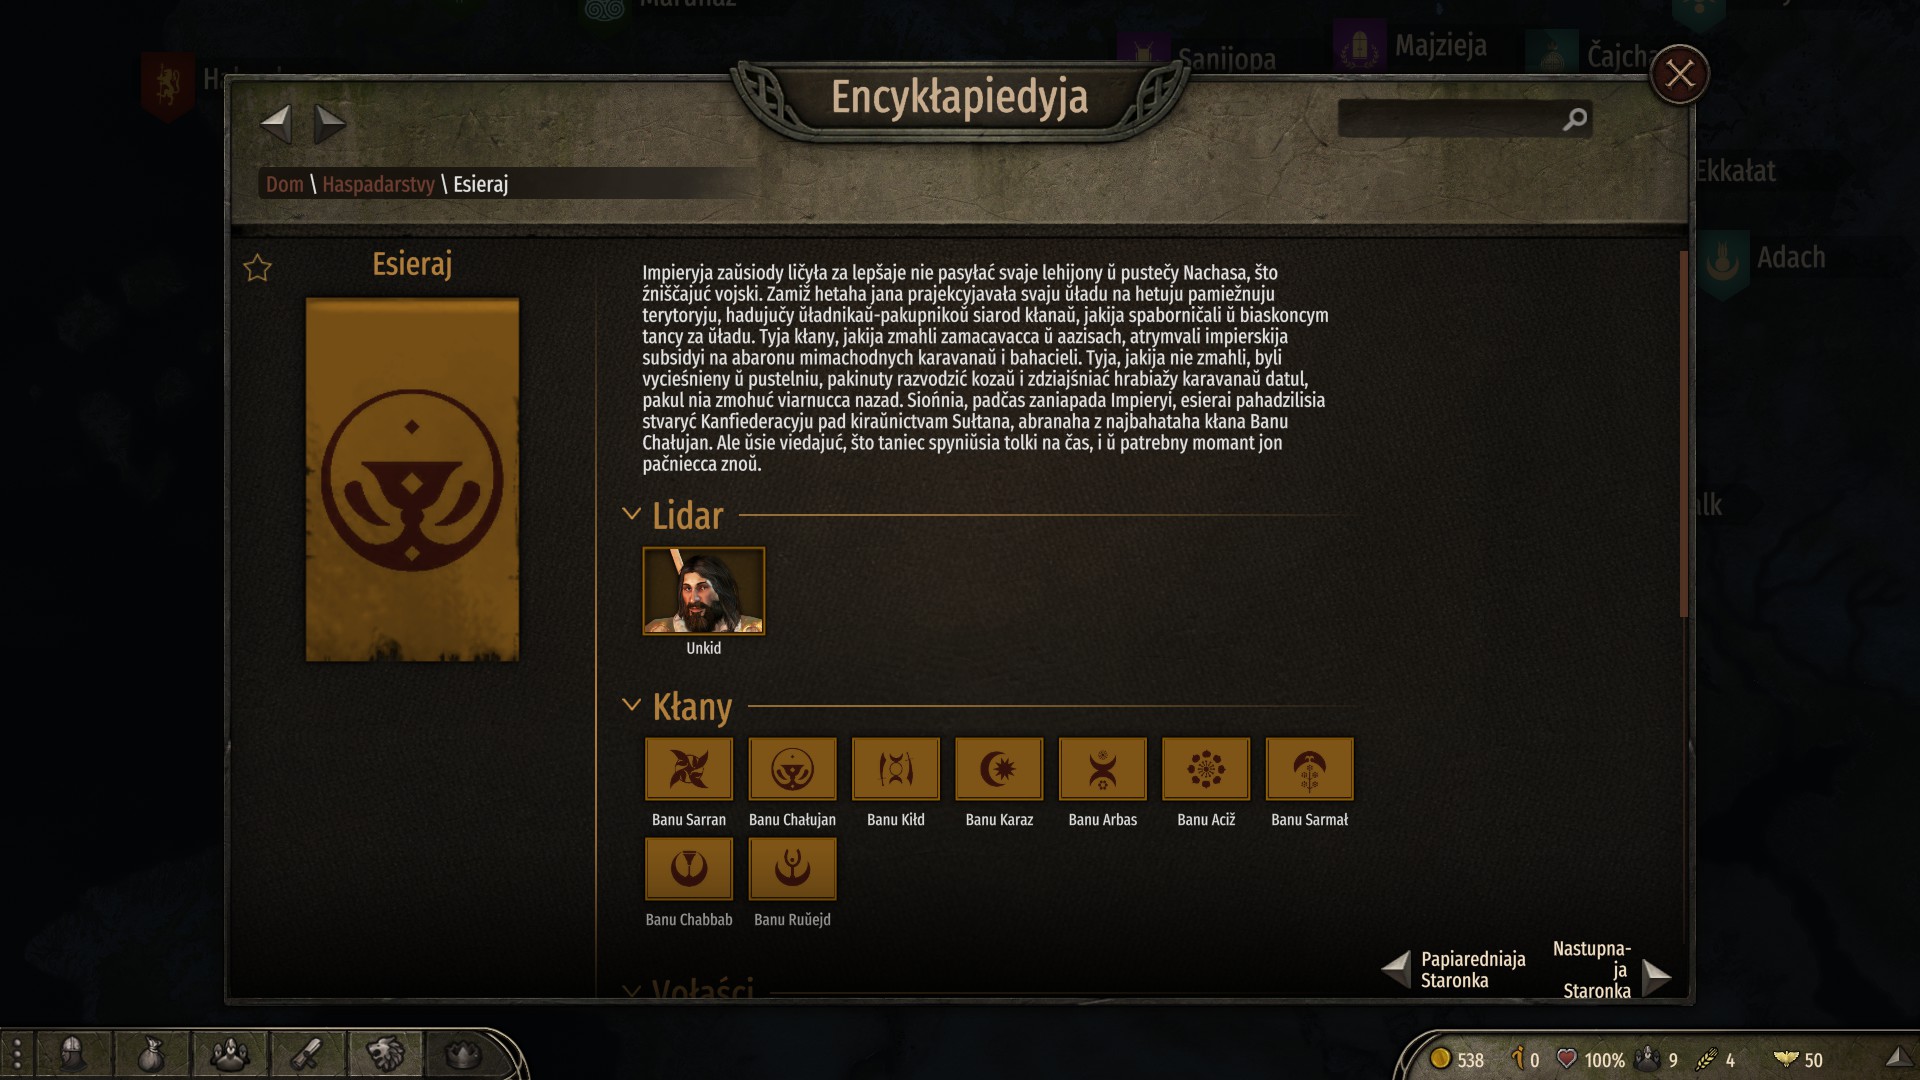 Marunaz
Sanijopa
Majzieja
Encykłapiedyja
Dom \ Haspadarstvy \ Esieraj
Ekkałat
Adach
Esieraj
Impieryja zaŭsiody ličyła za lepšaje nie pasyłać svaje lehijony ŭ pustečy Nachasa, što
źniščajuć vojski. Zamiž hetaha jana prajekcyjavała svaju ŭładu na hetuju pamiežnuju
terytoryju, hadujučy ŭładnikaŭ-pakupnikoŭ siarod kłanaŭ, jakija spaborničali ŭ biaskoncym
tancy za ŭładu. Tyja kłany, jakija zmahli zamacavacca ŭ aazisach, atrymvali impierskija
subsidyi na abaronu mimachodnych karavanaŭ i bahacieli. Tyja, jakija nie zmahli, byli
vycieśnieny ŭ pustelniu, pakinuty razvodzić kozaŭ i zdziajśniać hrabiažy karavanaŭ datul,
pakul nia zmohuć viarnucca nazad. Siońnia, padčas zaniapada Impieryi, esierai pahadzilisia
stvaryć Kanfiederacyju pad kiraŭnictvam Sułtana, abranaha z najbahataha kłana Banu
Chałujan. Ale ŭsie viedajuć, što taniec spyniŭsia tolki na čas, i ŭ patrebny momant jon
pačniecca znoŭ.
Lidar
Unkid
Kłany
Banu Sarran Banu Chałujan Banu Kiłd Banu Karaz Banu Arbas Banu Aciž Banu Sarmał
Banu Chabbab Banu Ruŭejd
Vołaści
Papiaredniaja
Staronka
Nastupna-
ja
Staronka
538 0 100% 9 4 50